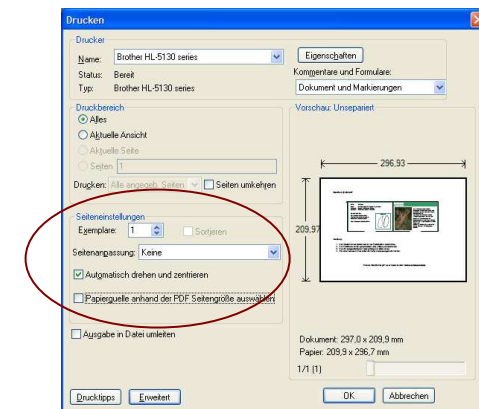 Drucken
Drucker
Name: Brother HL-5130 series
Eigenschaften
Status: Bereit
Kommentare und Formulare:
Typ: Brother HL-5130 series
Dokument und Markierungen
Druckbereich
Alles
Aktuelle Ansicht
Aktuelle Seite
Seiten 1
Drucken: Alle angegeb. Seiten
Seiten umkehren
Seiteneinstellungen
Exemplare: 1
Sortieren
Seitenanpassung: Keine
Automatisch drehen und zentrieren
Papierquelle anhand der PDF Seitengröße auswählen
Ausgabe in Datei umleiten
Vorschau: Unsepariert
296,93
209,97
Dokument: 297,0 x 209,9 mm
Papier: 209,9 x 296,7 mm
1/1 (1)
Drucktipps
Erweitert
OK
Abbrechen